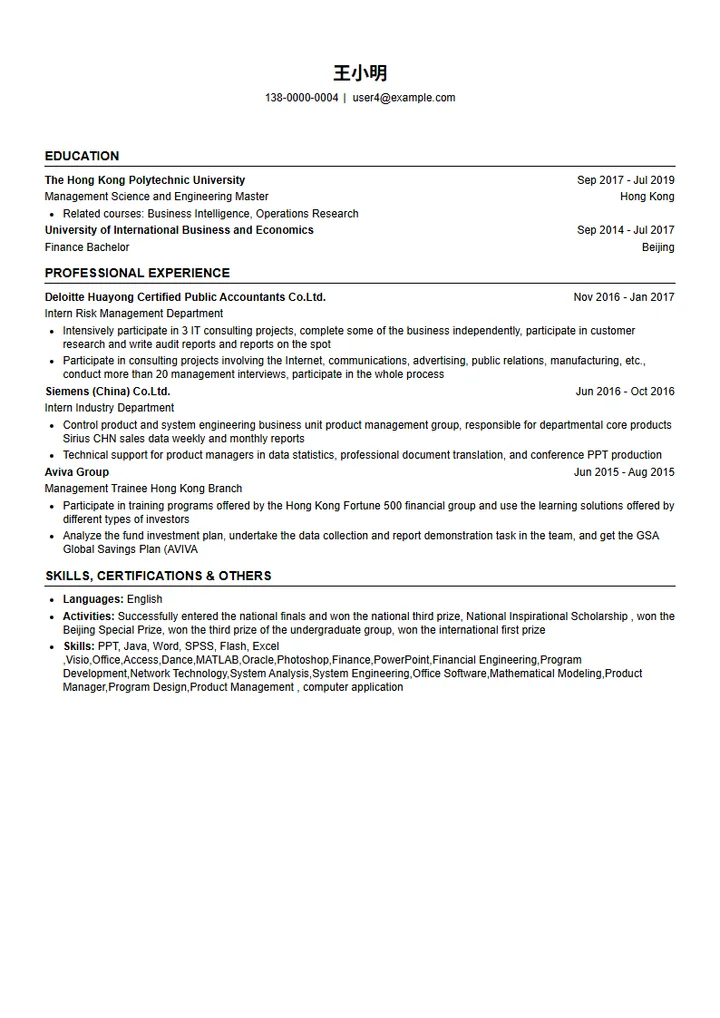 王小明
138-0000-0004 | user4@example.com
EDUCATION
The Hong Kong Polytechnic University Sep 2017 - Jul 2019
Management Science and Engineering Master Hong Kong
• Related courses: Business Intelligence, Operations Research
University of International Business and Economics Sep 2014 - Jul 2017
Finance Bachelor Beijing
PROFESSIONAL EXPERIENCE
Deloitte Huayong Certified Public Accountants Co.Ltd. Nov 2016 - Jan 2017
Intern Risk Management Department
• Intensively participate in 3 IT consulting projects, complete some of the business independently, participate in customer
research and write audit reports and reports on the spot
• Participate in consulting projects involving the Internet, communications, advertising, public relations, manufacturing, etc.,
conduct more than 20 management interviews, participate in the whole process
Siemens (China) Co.Ltd. Jun 2016 - Oct 2016
Intern Industry Department
• Control product and system engineering business unit product management group, responsible for departmental core products
Sirius CHN sales data weekly and monthly reports
• Technical support for product managers in data statistics, professional document translation, and conference PPT production
Aviva Group Jun 2015 - Aug 2015
Management Trainee Hong Kong Branch
• Participate in training programs offered by the Hong Kong Fortune 500 financial group and use the learning solutions offered by
different types of investors
• Analyze the fund investment plan, undertake the data collection and report demonstration task in the team, and get the GSA
Global Savings Plan (AVIVA
SKILLS, CERTIFICATIONS & OTHERS
• Languages: English
• Activities: Successfully entered the national finals and won the national third prize, National Inspirational Scholarship , won the
Beijing Special Prize, won the third prize of the undergraduate group, won the international first prize
• Skills: PPT, Java, Word, SPSS, Flash, Excel
,Visio,Office,Access,Dance,MATLAB,Oracle,Photoshop,Finance,PowerPoint,Financial Engineering,Program
Development,Network Technology,System Analysis,System Engineering,Office Software,Mathematical Modeling,Product
Manager,Program Design,Product Management , computer application